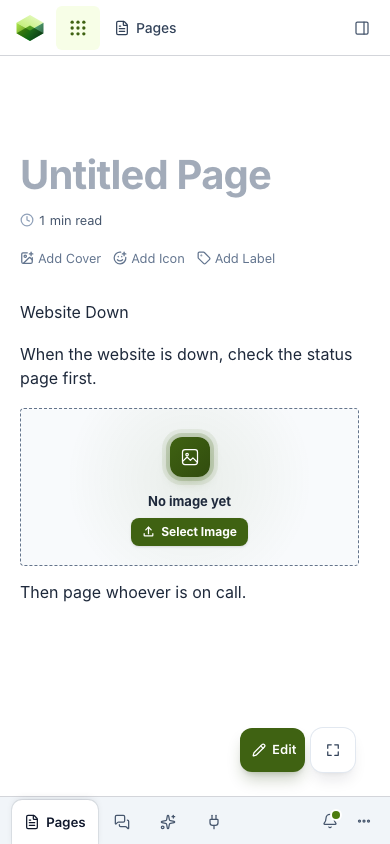 Pages
Untitled Page
1 min read
Add Cover Add Icon Add Label
Website Down
When the website is down, check the status
page first.
No image yet
Select Image
Then page whoever is on call.
Edit
Pages